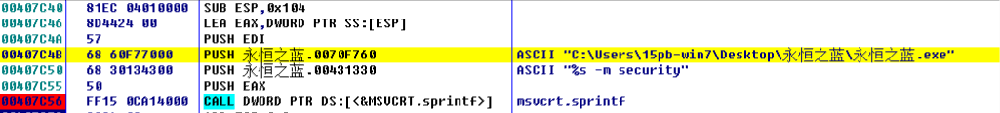 00407C40 81EC 04010000 SUB ESP,0x104
00407C46 8D4424 00 LEA EAX,DWORD PTR SS:[ESP]
00407C4A 57 PUSH EDI
00407C4B 68 60F77000 PUSH 永恒之蓝.0070F760 ASCII "C:\Users\15pb-win7\Desktop\永恒之蓝\永恒之蓝.exe"
00407C50 68 30134300 PUSH 永恒之蓝.00431330 ASCII "%s -m security"
00407C55 50 PUSH EAX
00407C56 FF15 0CA14000 CALL DWORD PTR DS:[<&MSVCRT.sprintf>] msvcrt.sprintf